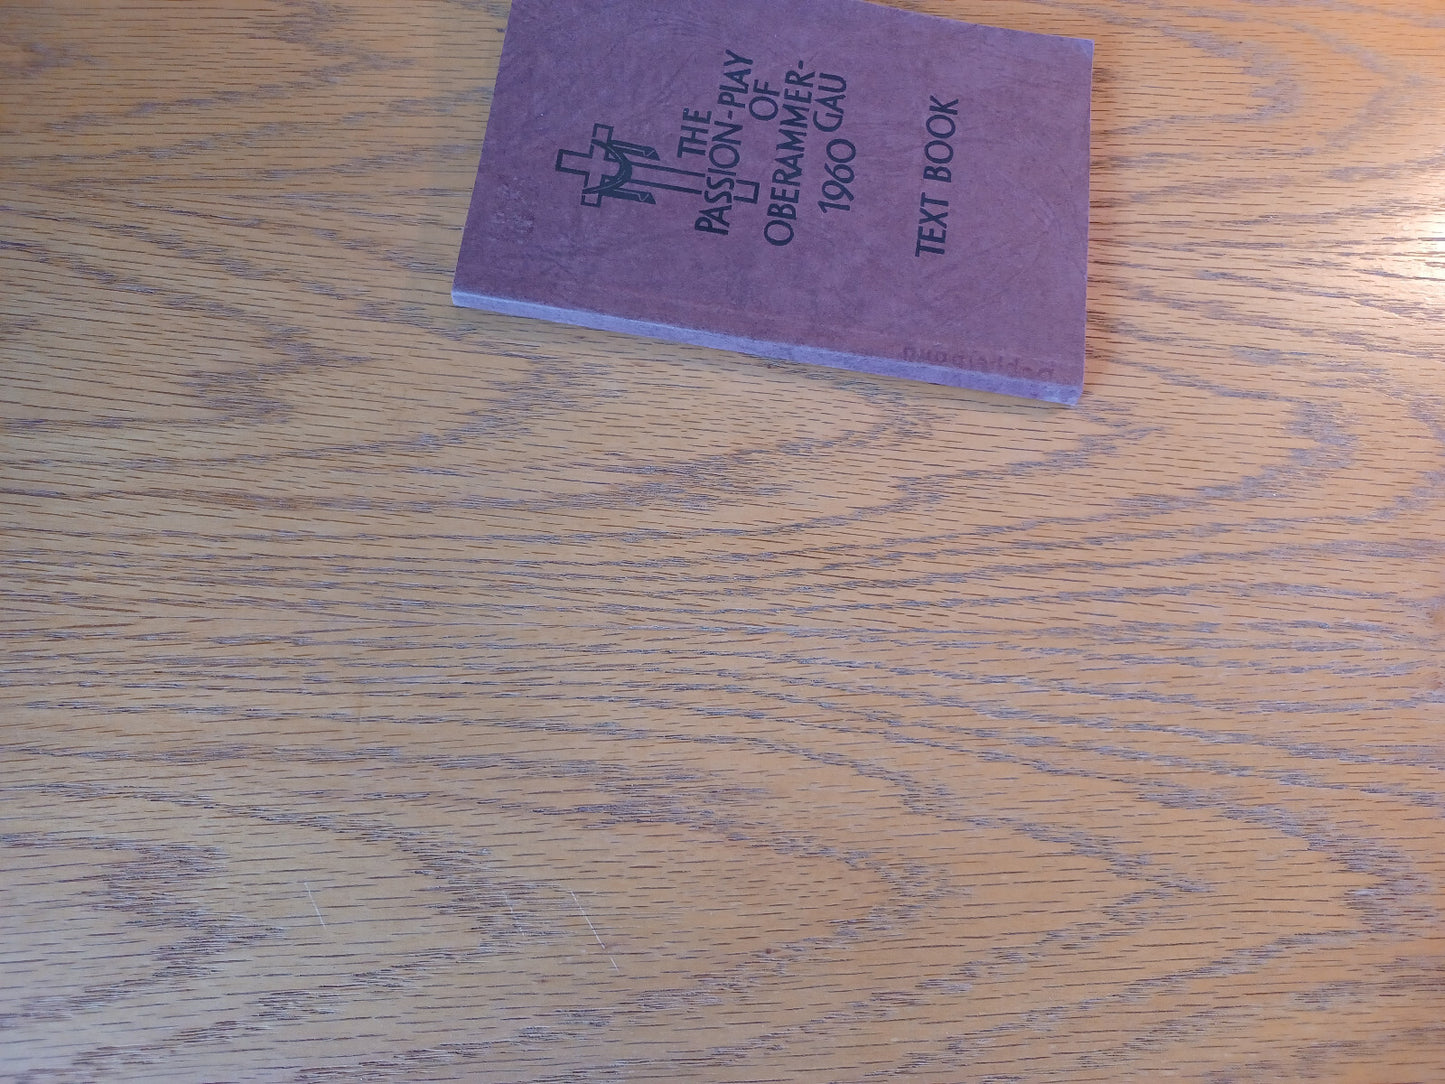 THE
PASSION-PLAY
OF
OBERAMMER-
GAU
1960
TEXT BOOK